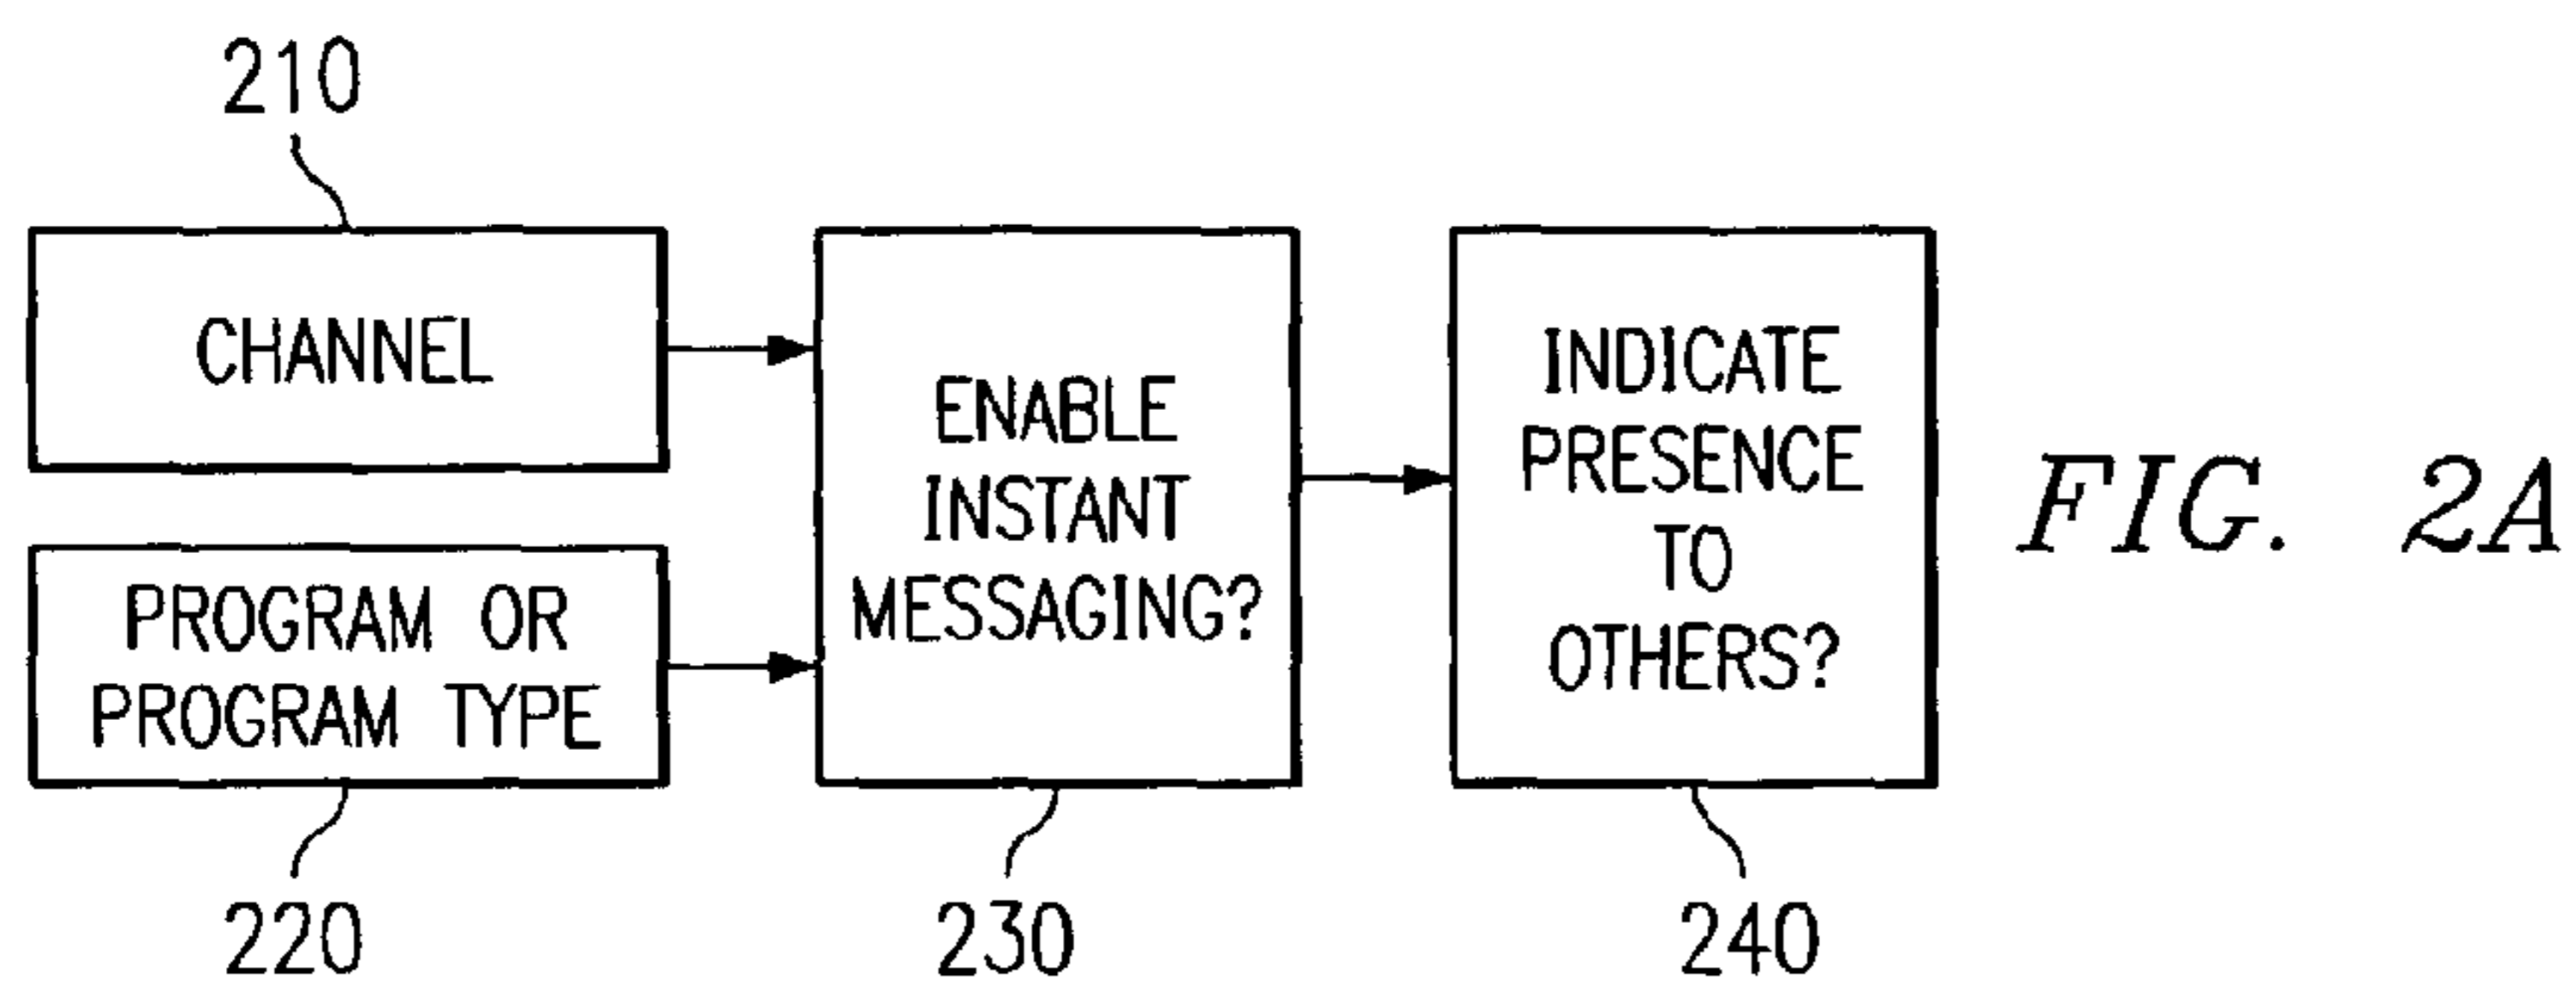 210
CHANNEL
PROGRAM OR
PROGRAM TYPE
220
ENABLE
INSTANT
MESSAGING?
230
INDICATE
PRESENCE
TO
OTHERS?
240
FIG. 2A